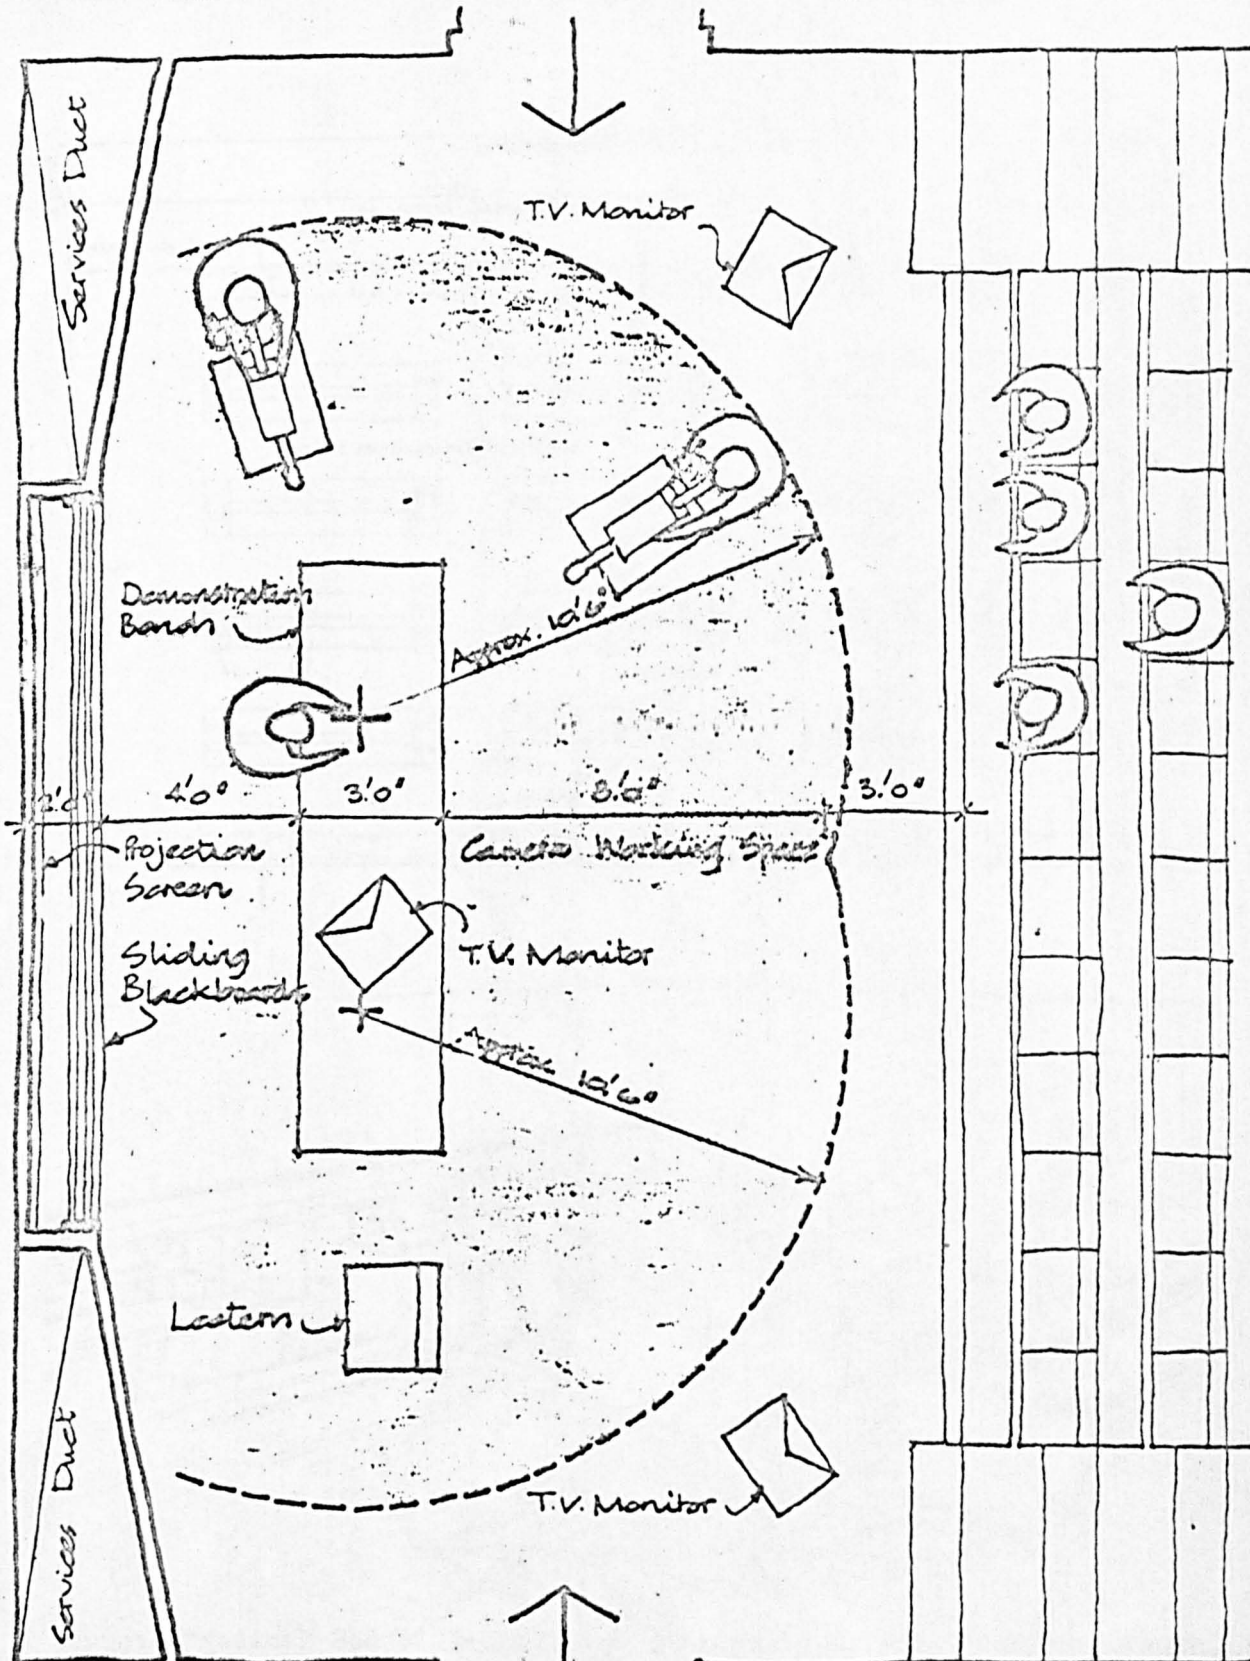 Services Duct
T.V. Monitor
Demonstration
Bench
Approx. 10'6"
2'0"
4'0"
3'0"
8'6"
3'0"
Projection
Screen
Camera Working Space
Sliding
Blackboards
T.V. Monitor
Approx. 10'6"
Lectern
Services Duct
T.V. Monitor